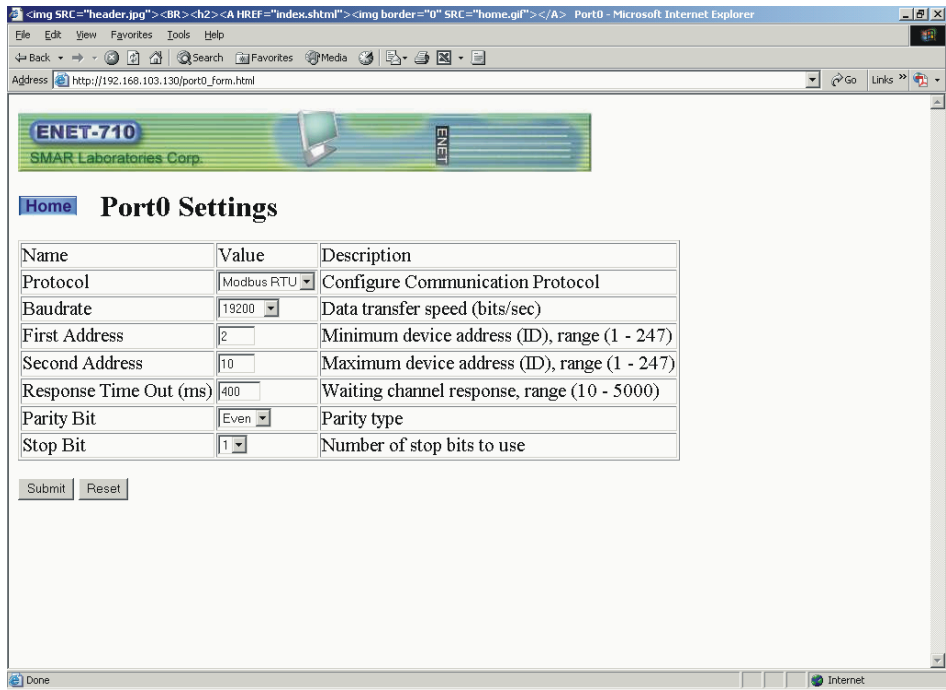 <img SRC="header.jpg"><BR><h2><A HREF="index.shtml"><img border="0" SRC="home.gif"></A> Port0 - Microsoft Internet Explorer
File Edit View Favorites Tools Help
Back Search Favorites Media
Address http://192.168.103.130/port0_form.html Go Links »
ENET-710
SMAR Laboratories Corp.
ENET
Home Port0 Settings
Name Value Description
Protocol Modbus RTU Configure Communication Protocol
Baudrate 19200 Data transfer speed (bits/sec)
First Address 2 Minimum device address (ID), range (1 - 247)
Second Address 10 Maximum device address (ID), range (1 - 247)
Response Time Out (ms) 400 Waiting channel response, range (10 - 5000)
Parity Bit Even Parity type
Stop Bit 1 Number of stop bits to use
Submit Reset
Done Internet